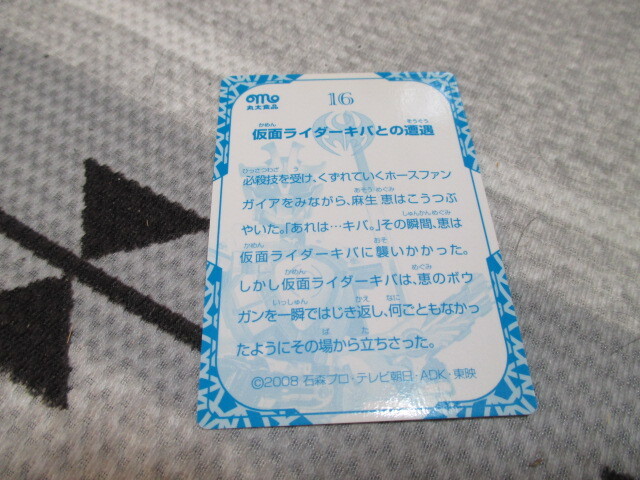 丸大食品
16
仮面ライダーキバとの遭遇
必殺技を受け、くずれていくホースファン
ガイアをみながら、麻生 恵はこうつぶ
やいた。「あれは…キバ。」その瞬間、恵は
仮面ライダーキバに襲いかかった。
しかし仮面ライダーキバは、恵のボウ
ガンを一瞬ではじき返し、何ごともなかっ
たようにその場から立ちさった。
©2008 石森プロ・テレビ朝日・ADK・東映